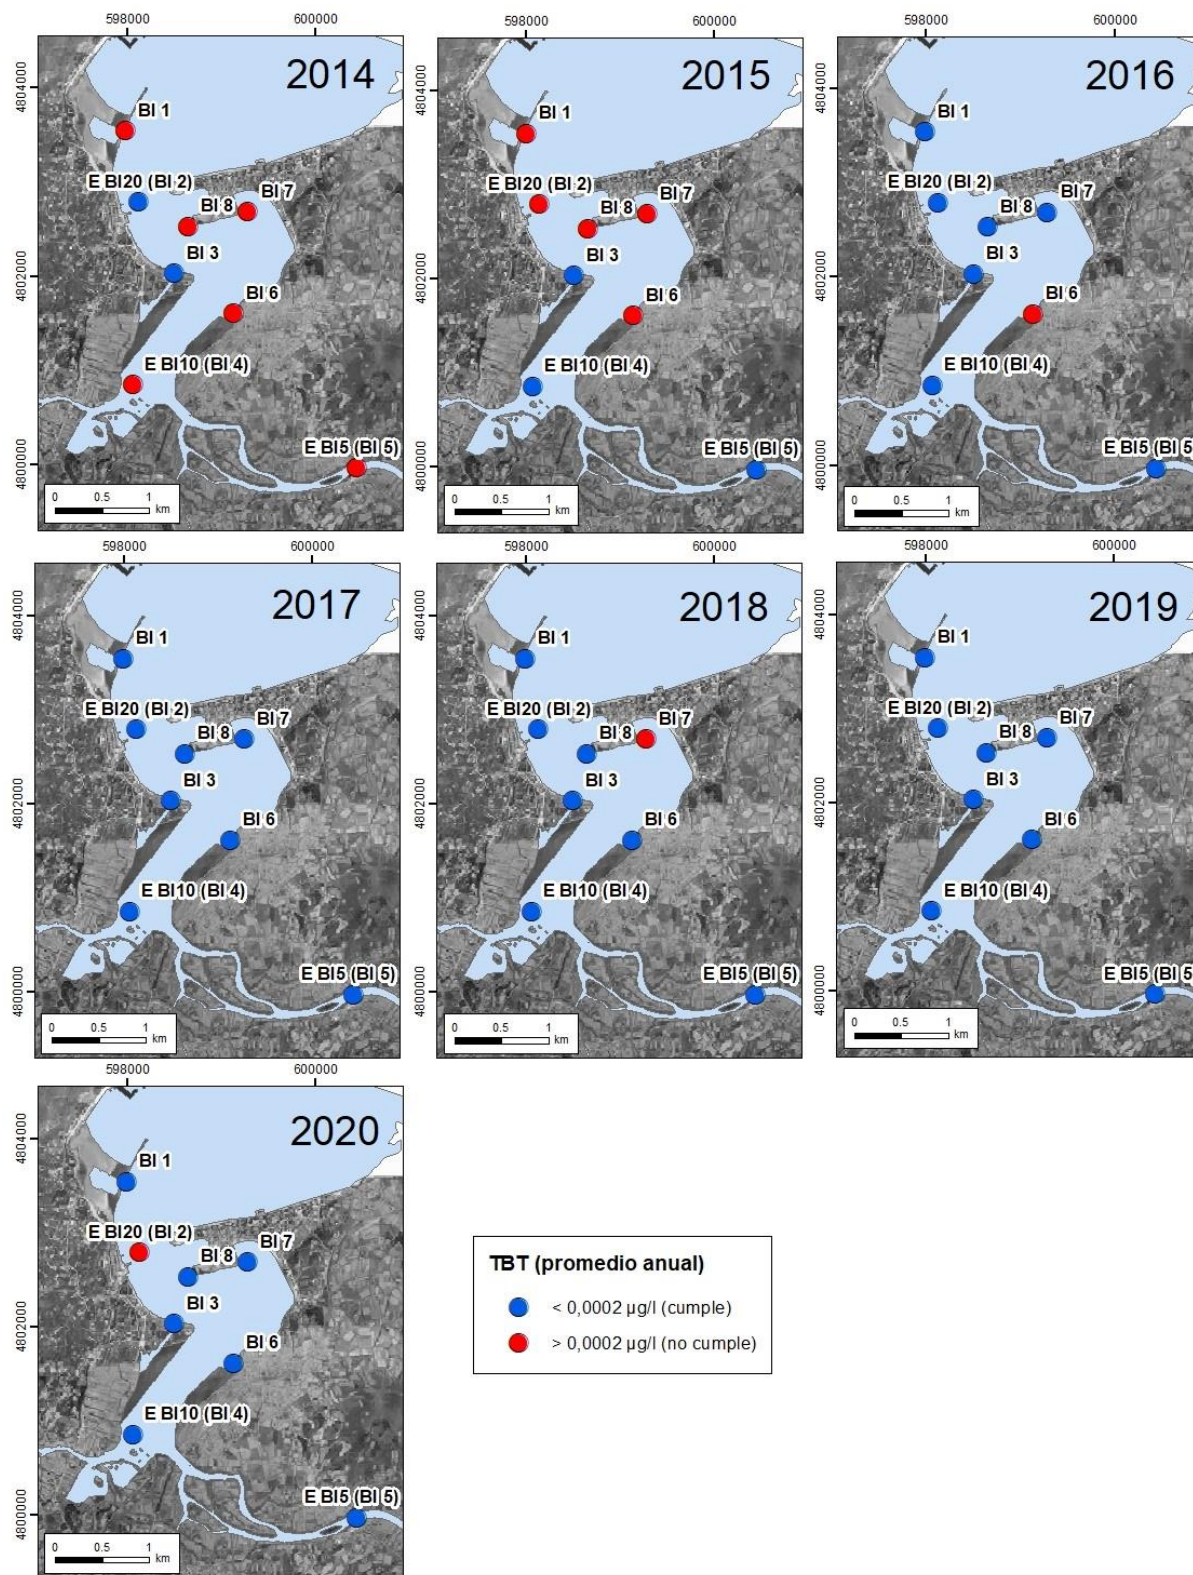 598000 600000
2014
4804000
4802000
4800000
BI 1
E BI20 (BI 2)
BI 7
BI 8
BI 3
BI 6
E BI10 (BI 4)
E BI5 (BI 5)
0 0.5 1
km
598000 600000
2015
4804000
4802000
4800000
BI 1
E BI20 (BI 2)
BI 7
BI 8
BI 3
BI 6
E BI10 (BI 4)
E BI5 (BI 5)
0 0.5 1
km
598000 600000
2016
4804000
4802000
4800000
BI 1
E BI20 (BI 2)
BI 7
BI 8
BI 3
BI 6
E BI10 (BI 4)
E BI5 (BI 5
0 0.5 1
km
598000 600000
2017
4804000
4802000
4800000
BI 1
E BI20 (BI 2)
BI 7
BI 8
BI 3
BI 6
E BI10 (BI 4)
E BI5 (BI 5)
0 0.5 1
km
598000 600000
2018
4804000
4802000
4800000
BI 1
E BI20 (BI 2)
BI 7
BI 8
BI 3
BI 6
E BI10 (BI 4)
E BI5 (BI 5)
0 0.5 1
km
598000 600000
2019
4804000
4802000
4800000
BI 1
E BI20 (BI 2)
BI 7
BI 8
BI 3
BI 6
E BI10 (BI 4)
E BI5 (BI 5
0 0.5 1
km
598000 600000
2020
4804000
4802000
4800000
BI 1
E BI20 (BI 2)
BI 7
BI 8
BI 3
BI 6
E BI10 (BI 4)
E BI5 (BI 5)
0 0.5 1
km
TBT (promedio anual)
< 0,0002 µg/l (cumple)
> 0,0002 µg/l (no cumple)